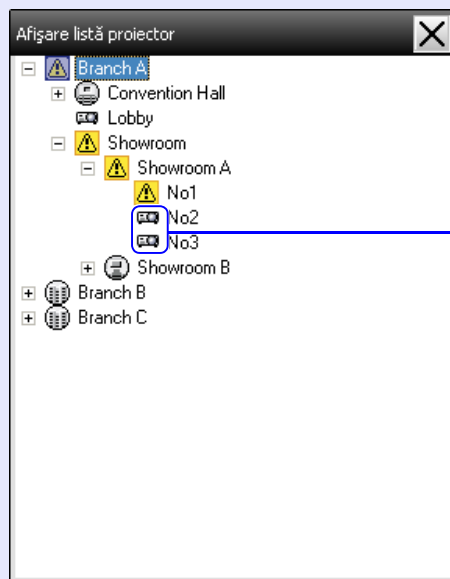 Afişare listă proiector
Branch A
Convention Hall
Lobby
Showroom
Showroom A
No1
No2
No3
Showroom B
Branch B
Branch C